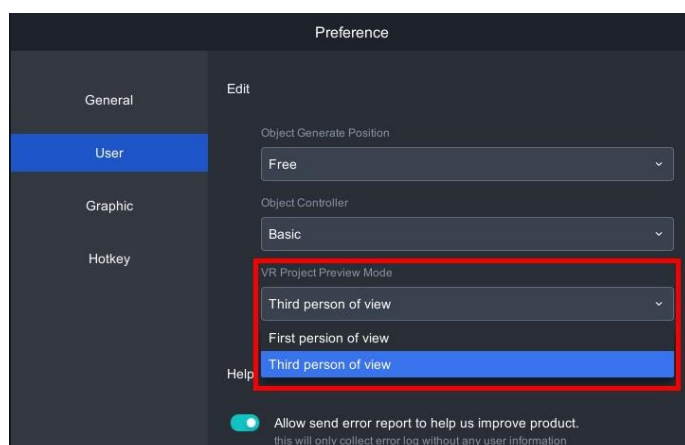 Preference
General
User
Graphic
Hotkey
Edit
Object Generate Position
Free
Object Controller
Basic
VR Project Preview Mode
Third person of view
First persion of view
Third person of view
Help
Allow send error report to help us improve product.
this will only collect error log without any user information